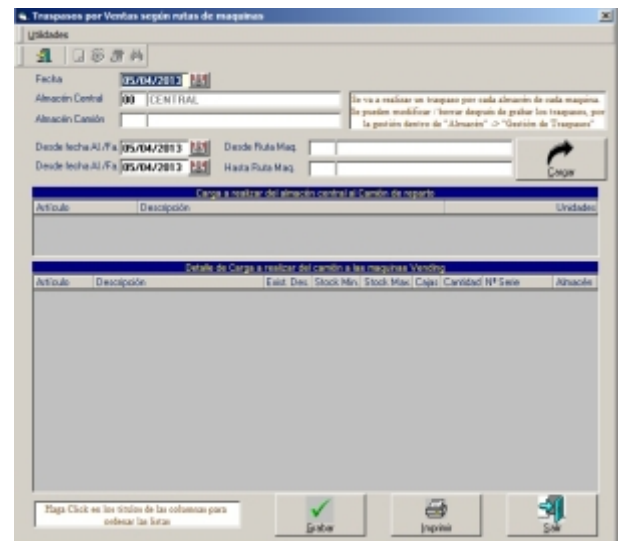 Traspasos por Ventas según rutas de maquinas
Utilidades
Fecha 05/04/2013
Almacén Central 00 CENTRAL
Almacén Camión
Se va a realizar un traspaso por cada almacén de cada maquina.
Se pueden modificar / borrar después de grabar los traspasos, por
la gestión dentro de "Almacén" -> "Gestión de Traspasos"
Desde fecha Al./Fa. 05/04/2013 Desde Ruta Maq.
Desde fecha Al./Fa. 05/04/2013 Hasta Ruta Maq.
Cargar
Carga a realizar del almacén central al Camión de reparto
Artículo Descripción Unidades
Detalle de Carga a realizar del camión a las maquinas Vending
Artículo Descripción Exist. Des. Stock Min. Stock Max. Cajas Cantidad Nº Serie Almacén
Haga Click en los títulos de las columnas para
ordenar las listas
Grabar
Imprimir
Salir